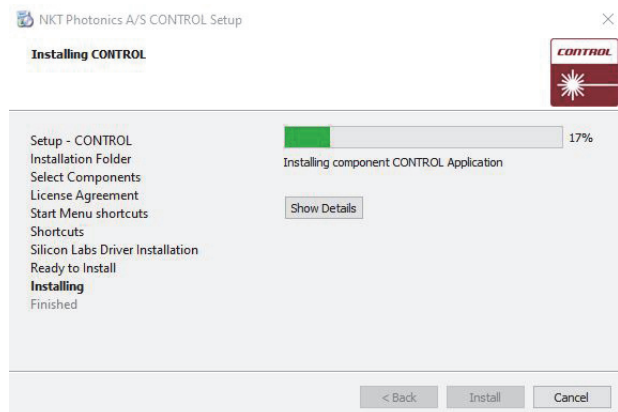 NKT Photonics A/S CONTROL Setup
Installing CONTROL
CONTROL
Setup - CONTROL
Installation Folder
Select Components
License Agreement
Start Menu shortcuts
Shortcuts
Silicon Labs Driver Installation
Ready to Install
Installing
Finished
17%
Installing component CONTROL Application
Show Details
< Back
Install
Cancel